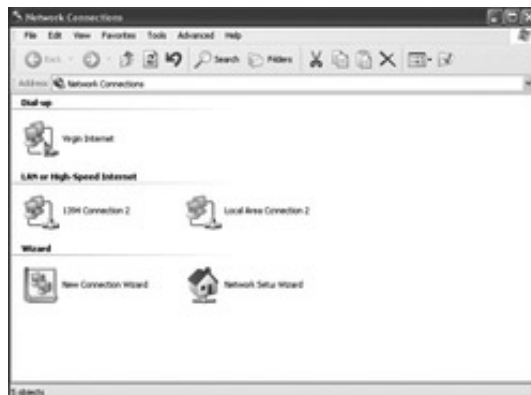 Network Connections
File Edit View Favorites Tools Advanced Help
Back Search Folders
Address Network Connections
Dial-up
Virgin Internet
LAN or High-Speed Internet
1394 Connection 2 Local Area Connection 2
Wizard
New Connection Wizard Network Setup Wizard
5 objects